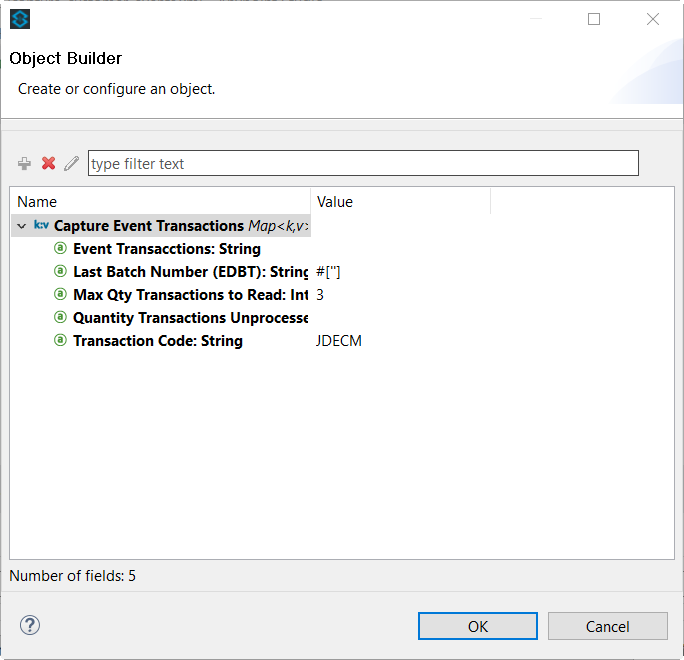 Object Builder
Create or configure an object.
type filter text
Name Value
k:v Capture Event Transactions Map<k,v>
@ Event Transacctions: String
@ Last Batch Number (EDBT): String #['']
@ Max Qty Transactions to Read: Int 3
@ Quantity Transactions Unprocesse
@ Transaction Code: String JDECM
Number of fields: 5
? OK Cancel